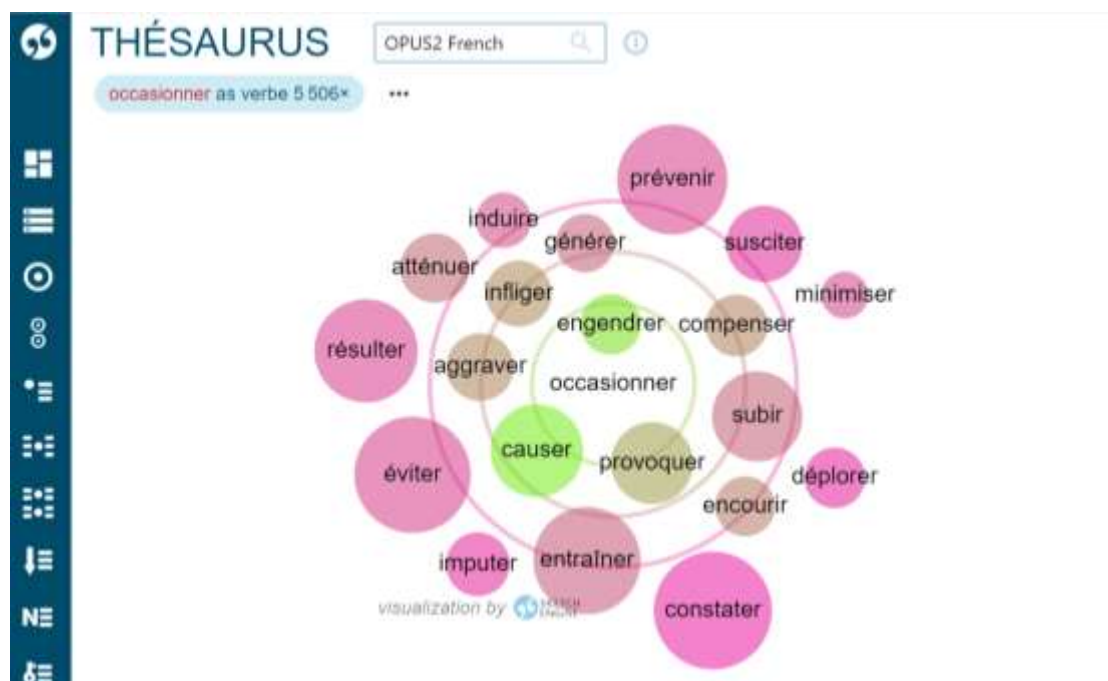 THÉSAURUS
OPUS2 French
occasionner as verbe 5 506×
•••
prévenir
induire
susciter
générer
atténuer
infliger
minimiser
engendrer
compenser
résulter
aggraver
occasionner
subir
causer
provoquer
éviter
déplorer
encourir
imputer
entraîner
constater
visualization by